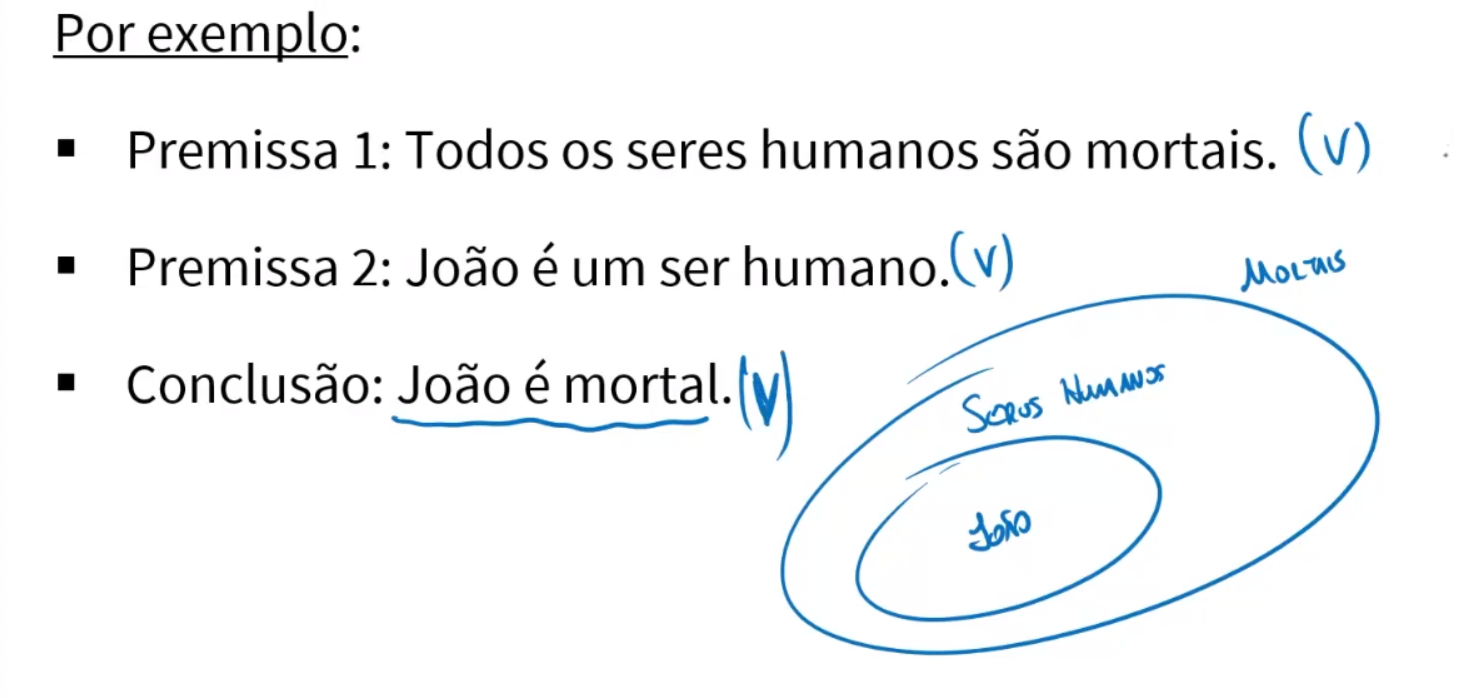 Por exemplo:
▪ Premissa 1: Todos os seres humanos são mortais. (V)
▪ Premissa 2: João é um ser humano. (V)
MORTAIS
▪ Conclusão: João é mortal. (V)
SERES HUMANOS
JOÃO